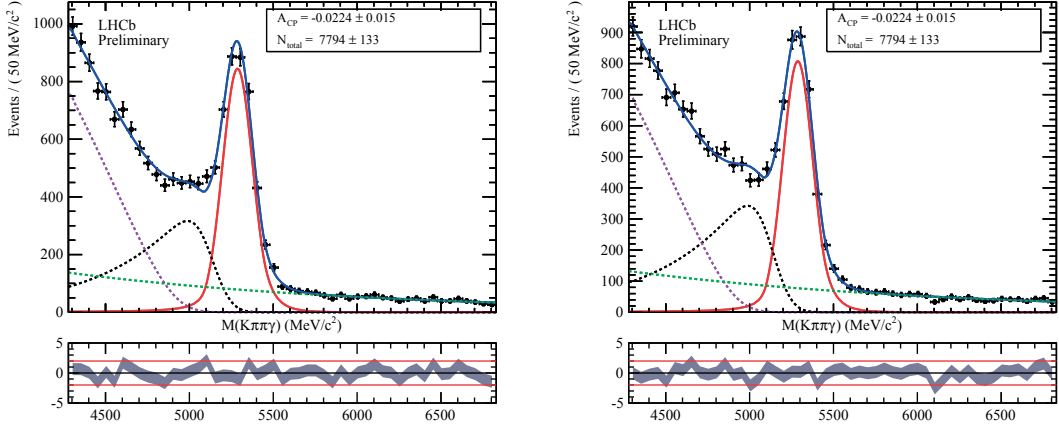 LHCb
Preliminary
A_CP = -0.0224 ± 0.015
N_total = 7794 ± 133
Events / ( 50 MeV/c² )
1000
800
600
400
200
0
M(Kππγ) (MeV/c²)
5
0
-5
4500
5000
5500
6000
6500
LHCb
Preliminary
A_CP = -0.0224 ± 0.015
N_total = 7794 ± 133
Events / ( 50 MeV/c² )
900
800
700
600
500
400
300
200
100
0
M(Kππγ) (MeV/c²)
5
0
-5
4500
5000
5500
6000
6500